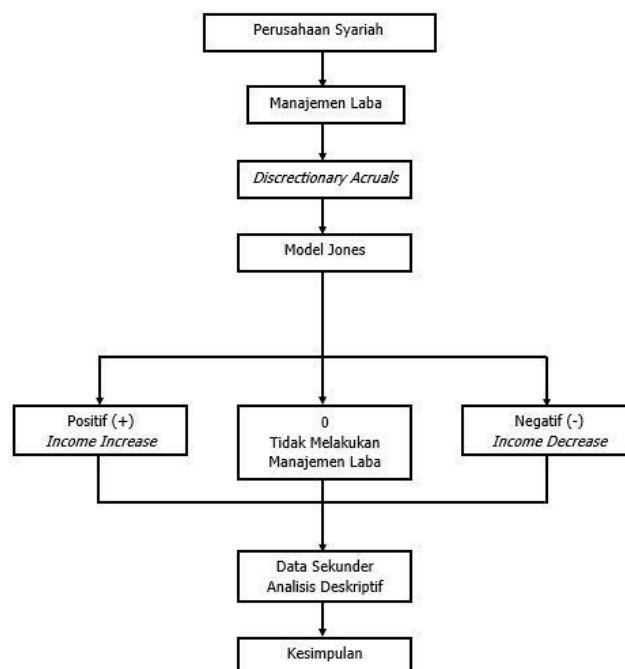 Perusahaan Syariah
Manajemen Laba
Discrectionary Acruals
Model Jones
Positif (+)
Income Increase
0
Tidak Melakukan
Manajemen Laba
Negatif (-)
Income Decrease
Data Sekunder
Analisis Deskriptif
Kesimpulan